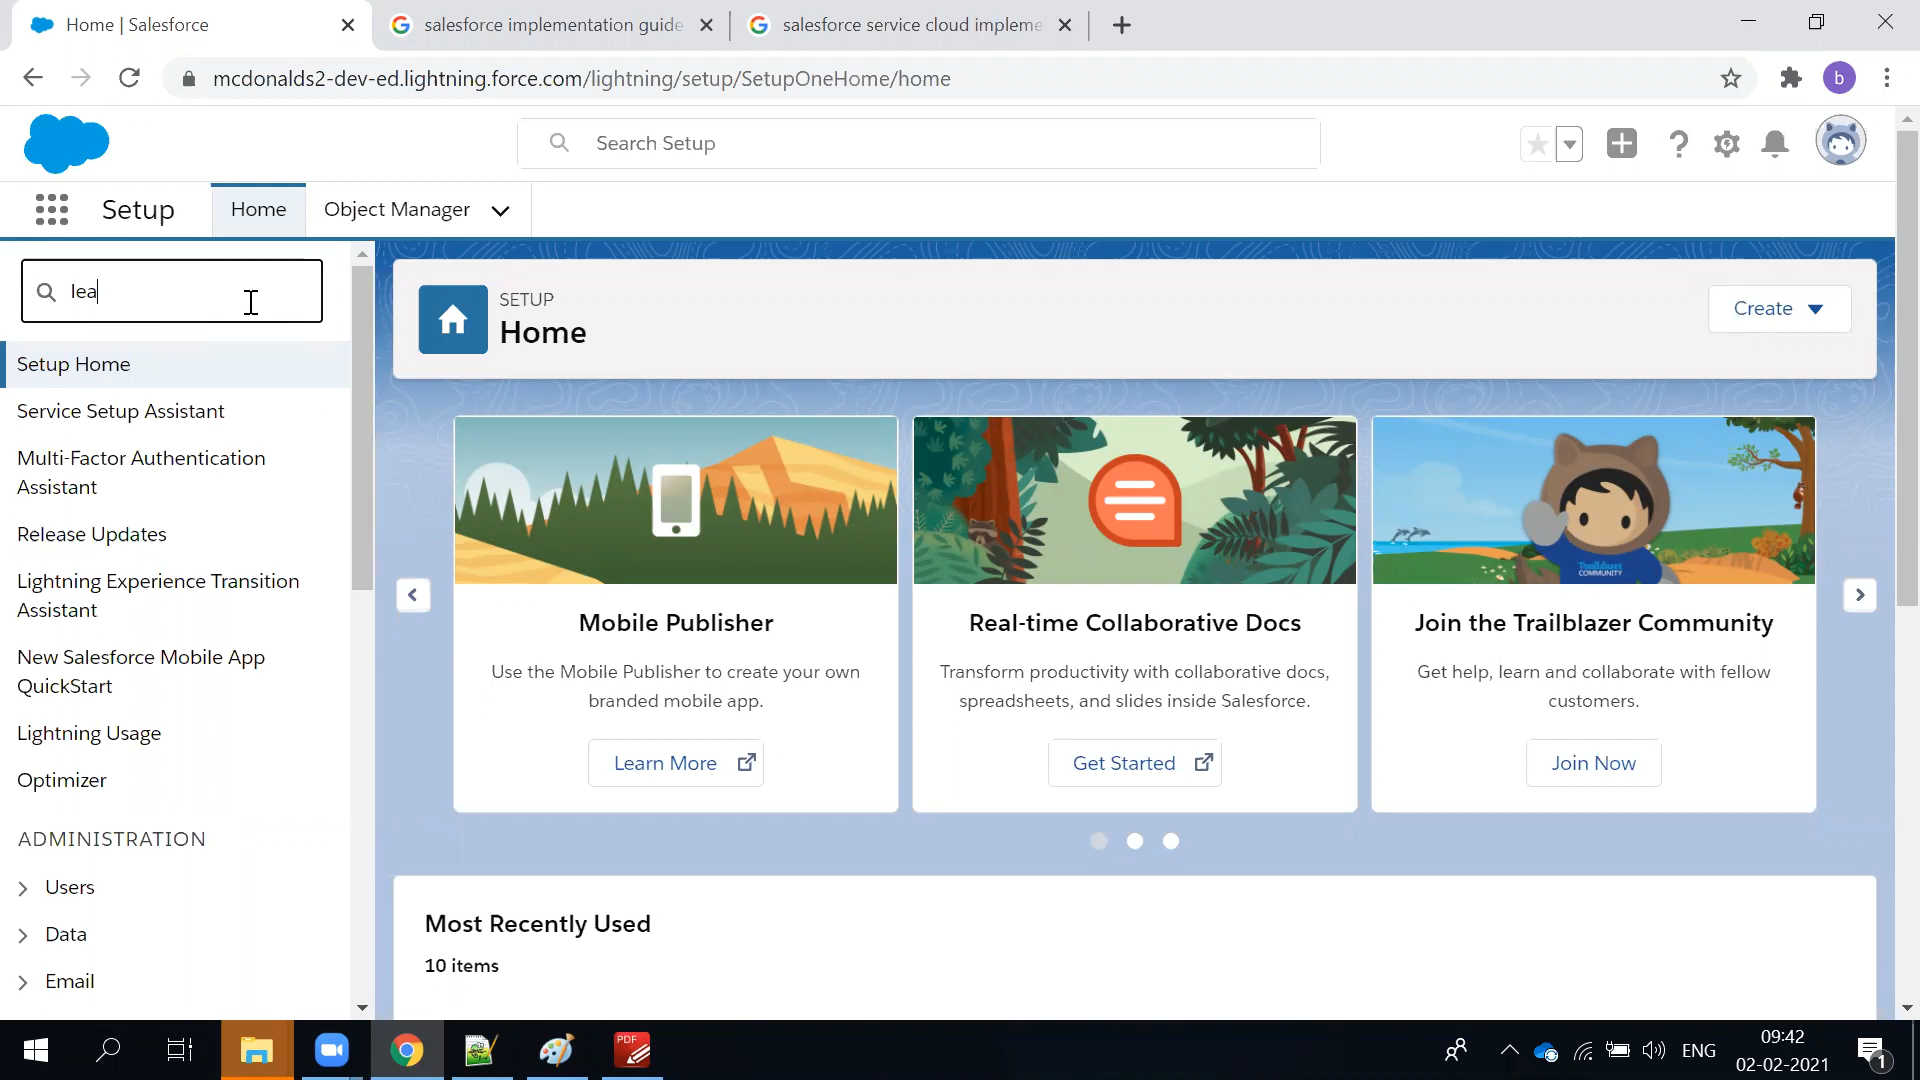 Home | Salesforce
salesforce implementation guide
salesforce service cloud impleme
mcdonalds2-dev-ed.lightning.force.com/lightning/setup/SetupOneHome/home
b
Search Setup
Setup
Home
Object Manager
lea
Setup Home
Service Setup Assistant
Multi-Factor Authentication
Assistant
Release Updates
Lightning Experience Transition
Assistant
New Salesforce Mobile App
QuickStart
Lightning Usage
Optimizer
ADMINISTRATION
Users
Data
Email
SETUP
Home
Create
Mobile Publisher
Use the Mobile Publisher to create your own
branded mobile app.
Learn More
Real-time Collaborative Docs
Transform productivity with collaborative docs,
spreadsheets, and slides inside Salesforce.
Get Started
Trailblazer
COMMUNITY
Join the Trailblazer Community
Get help, learn and collaborate with fellow
customers.
Join Now
Most Recently Used
10 items
PDF
ENG
09:42
02-02-2021
1